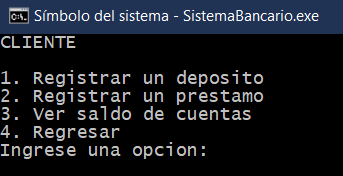 Símbolo del sistema - SistemaBancario.exe
CLIENTE
1. Registrar un deposito
2. Registrar un prestamo
3. Ver saldo de cuentas
4. Regresar
Ingrese una opcion: